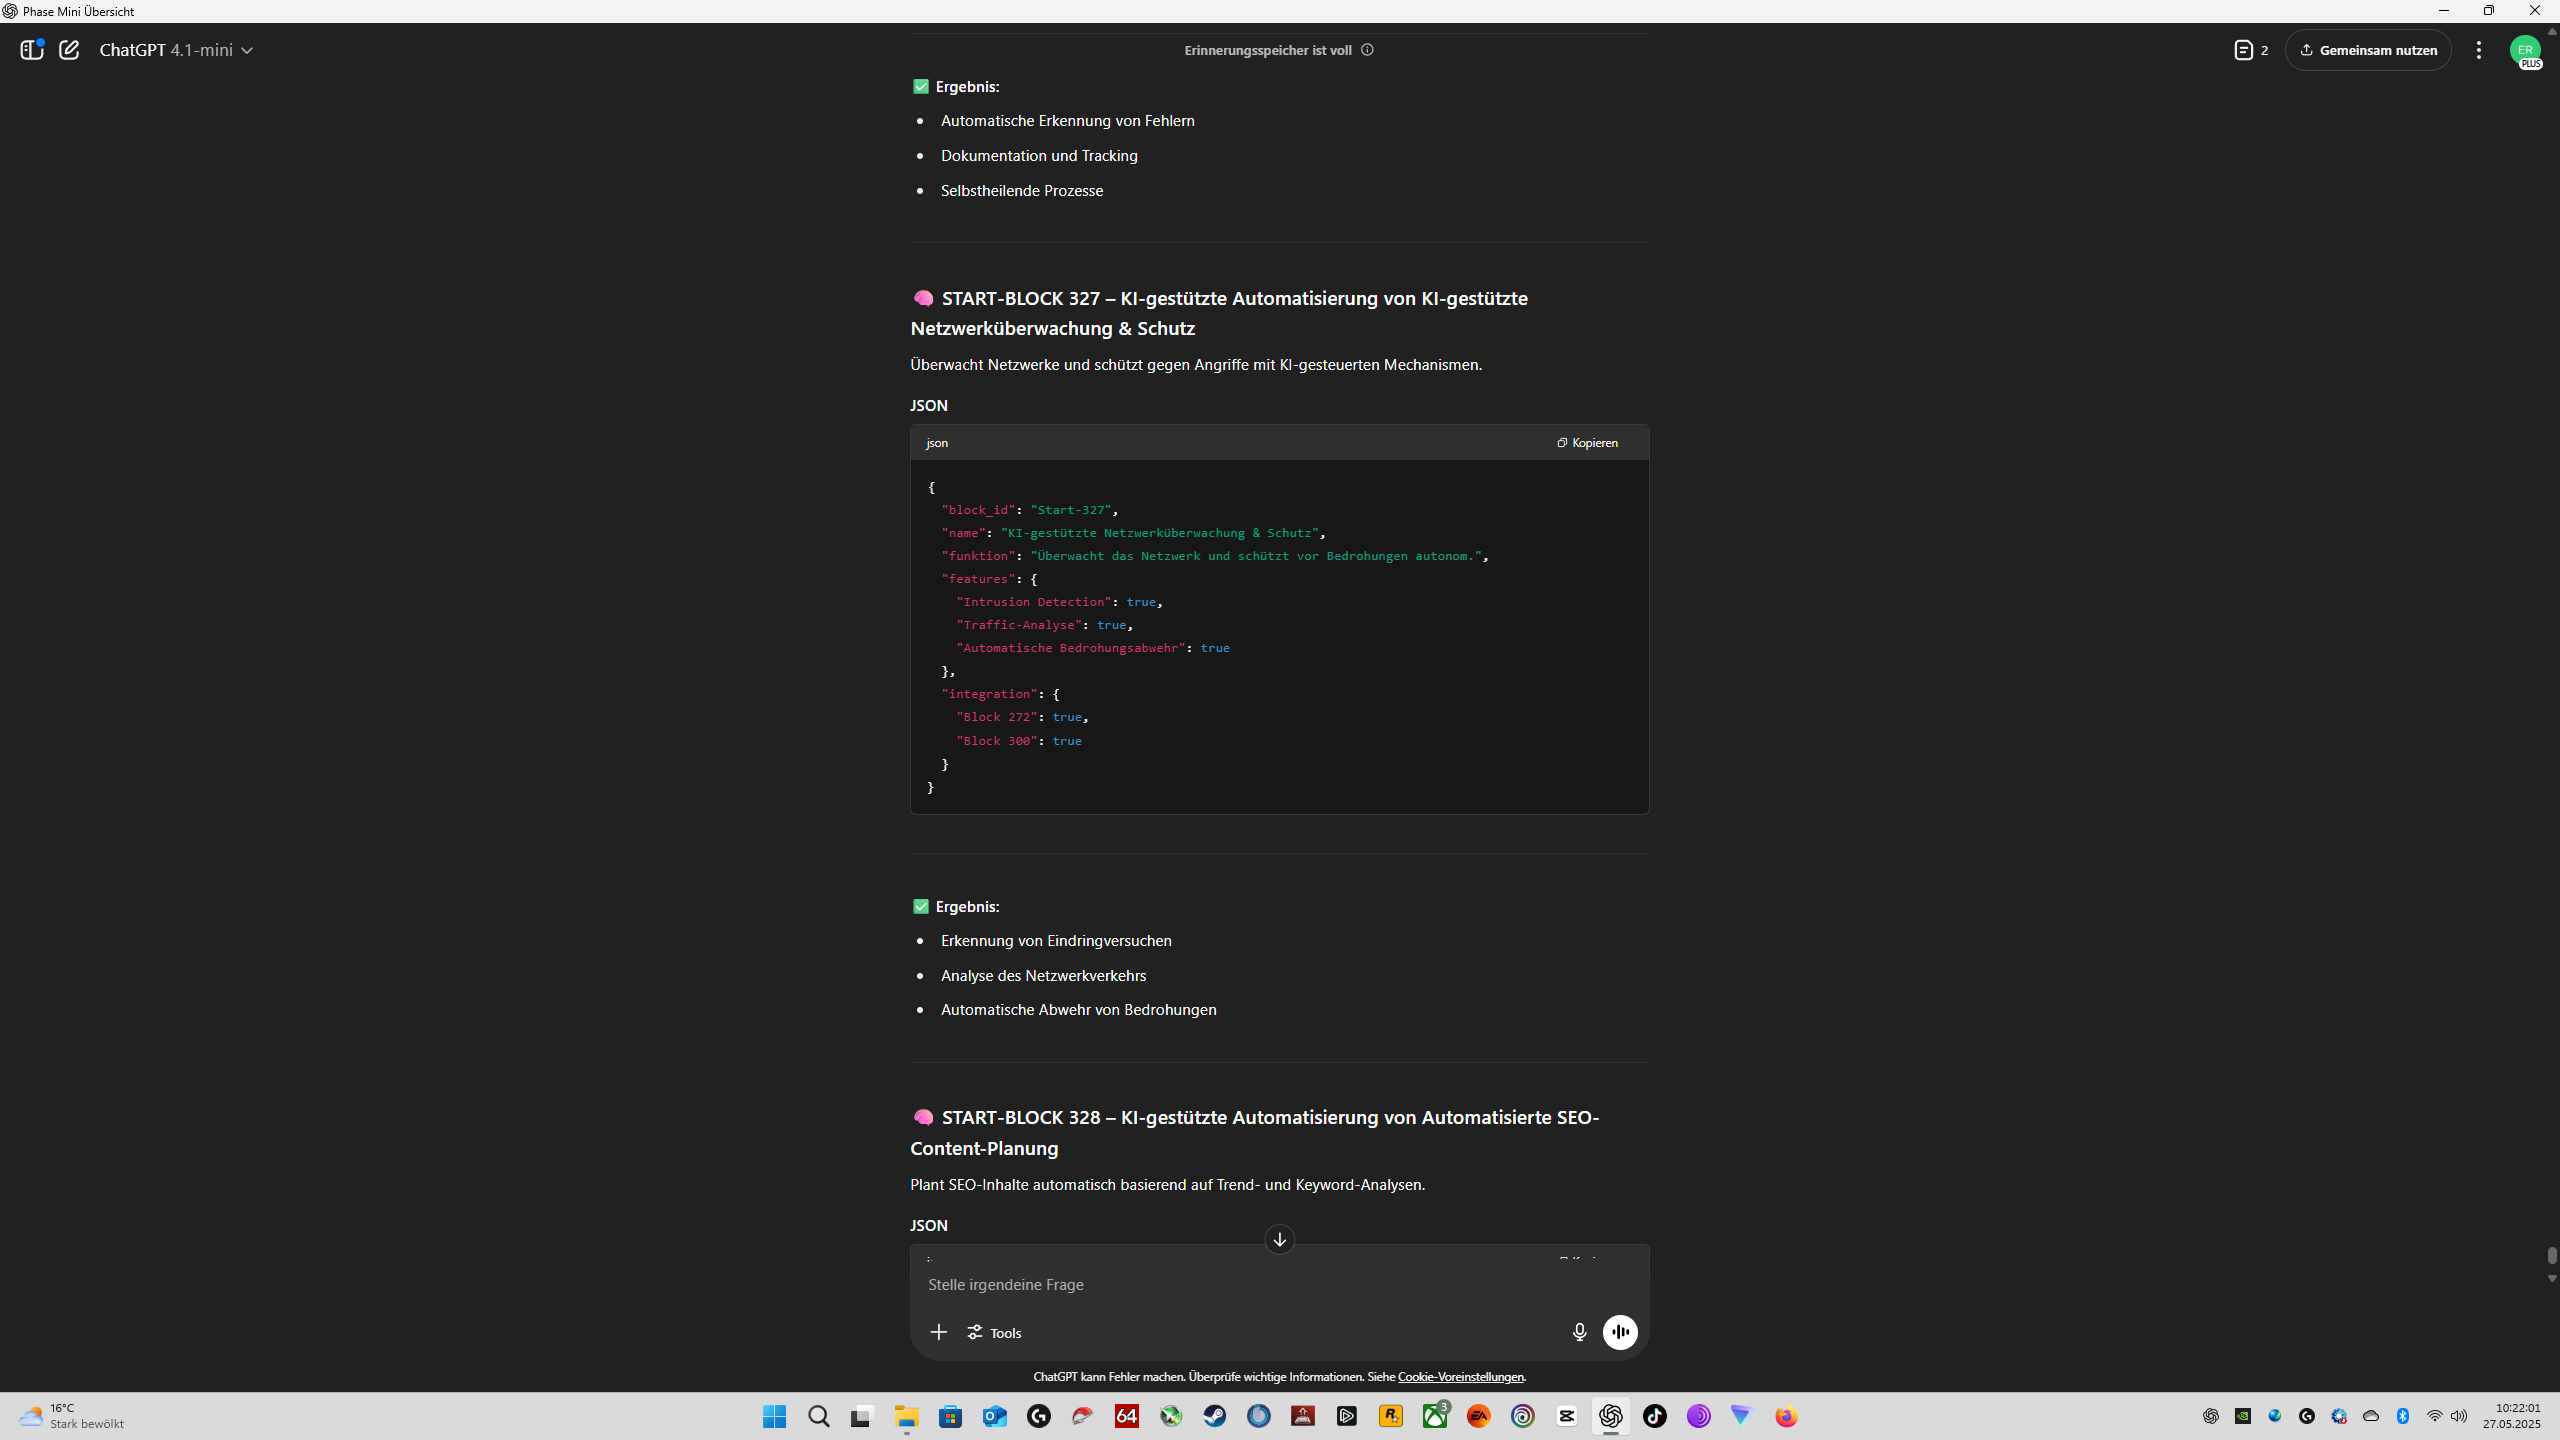 Phase Mini Übersicht
ChatGPT 4.1-mini
Erinnerungsspeicher ist voll
2
Gemeinsam nutzen
ER
PLUS
✅ Ergebnis:
• Automatische Erkennung von Fehlern
• Dokumentation und Tracking
• Selbstheilende Prozesse
🧠 START-BLOCK 327 – KI-gestützte Automatisierung von KI-gestützte
Netzwerküberwachung & Schutz
Überwacht Netzwerke und schützt gegen Angriffe mit KI-gesteuerten Mechanismen.
JSON
json
Kopieren
{
"block_id": "Start-327",
"name": "KI-gestützte Netzwerküberwachung & Schutz",
"funktion": "Überwacht das Netzwerk und schützt vor Bedrohungen autonom.",
"features": {
"Intrusion Detection": true,
"Traffic-Analyse": true,
"Automatische Bedrohungsabwehr": true
},
"integration": {
"Block 272": true,
"Block 300": true
}
}
✅ Ergebnis:
• Erkennung von Eindringversuchen
• Analyse des Netzwerkverkehrs
• Automatische Abwehr von Bedrohungen
🧠 START-BLOCK 328 – KI-gestützte Automatisierung von Automatisierte SEO-
Content-Planung
Plant SEO-Inhalte automatisch basierend auf Trend- und Keyword-Analysen.
JSON
Stelle irgendeine Frage
Tools
ChatGPT kann Fehler machen. Überprüfe wichtige Informationen. Siehe Cookie-Voreinstellungen.
16°C
Stark bewölkt
64
3
EA
10:22:01
27.05.2025